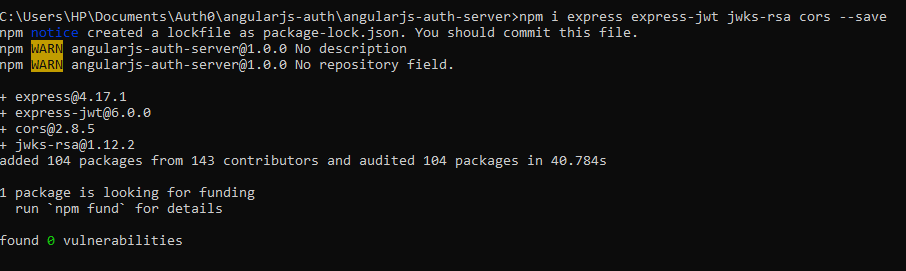 C:\Users\HP\Documents\Auth0\angularjs-auth\angularjs-auth-server>npm i express express-jwt jwks-rsa cors --save
npm notice created a lockfile as package-lock.json. You should commit this file.
npm WARN angularjs-auth-server@1.0.0 No description
npm WARN angularjs-auth-server@1.0.0 No repository field.
+ express@4.17.1
+ express-jwt@6.0.0
+ cors@2.8.5
+ jwks-rsa@1.12.2
added 104 packages from 143 contributors and audited 104 packages in 40.784s
1 package is looking for funding
run `npm fund` for details
found 0 vulnerabilities